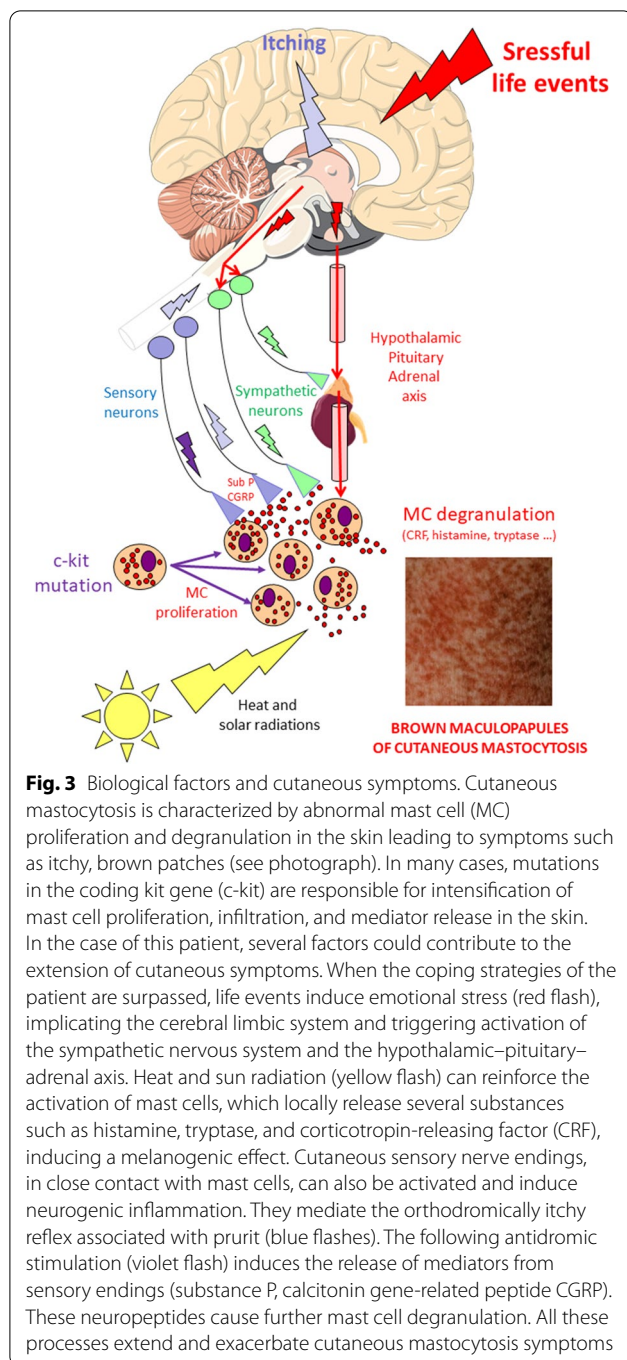 Itching
Sressful
life events
Hypothalamic
Pituitary
Adrenal
axis
Sensory
neurons
Sympathetic
neurons
Sub P
CGRP
MC degranulation
(CRF, histamine, tryptase ...)
c-kit
mutation
MC
proliferation
Heat and
solar radiations
BROWN MACULOPAPULES
OF CUTANEOUS MASTOCYTOSIS
Fig. 3 Biological factors and cutaneous symptoms. Cutaneous
mastocytosis is characterized by abnormal mast cell (MC)
proliferation and degranulation in the skin leading to symptoms such
as itchy, brown patches (see photograph). In many cases, mutations
in the coding kit gene (c-kit) are responsible for intensification of
mast cell proliferation, infiltration, and mediator release in the skin.
In the case of this patient, several factors could contribute to the
extension of cutaneous symptoms. When the coping strategies of the
patient are surpassed, life events induce emotional stress (red flash),
implicating the cerebral limbic system and triggering activation of
the sympathetic nervous system and the hypothalamic–pituitary–
adrenal axis. Heat and sun radiation (yellow flash) can reinforce the
activation of mast cells, which locally release several substances
such as histamine, tryptase, and corticotropin-releasing factor (CRF),
inducing a melanogenic effect. Cutaneous sensory nerve endings,
in close contact with mast cells, can also be activated and induce
neurogenic inflammation. They mediate the orthodromically itchy
reflex associated with prurit (blue flashes). The following antidromic
stimulation (violet flash) induces the release of mediators from
sensory endings (substance P, calcitonin gene-related peptide CGRP).
These neuropeptides cause further mast cell degranulation. All these
processes extend and exacerbate cutaneous mastocytosis symptoms